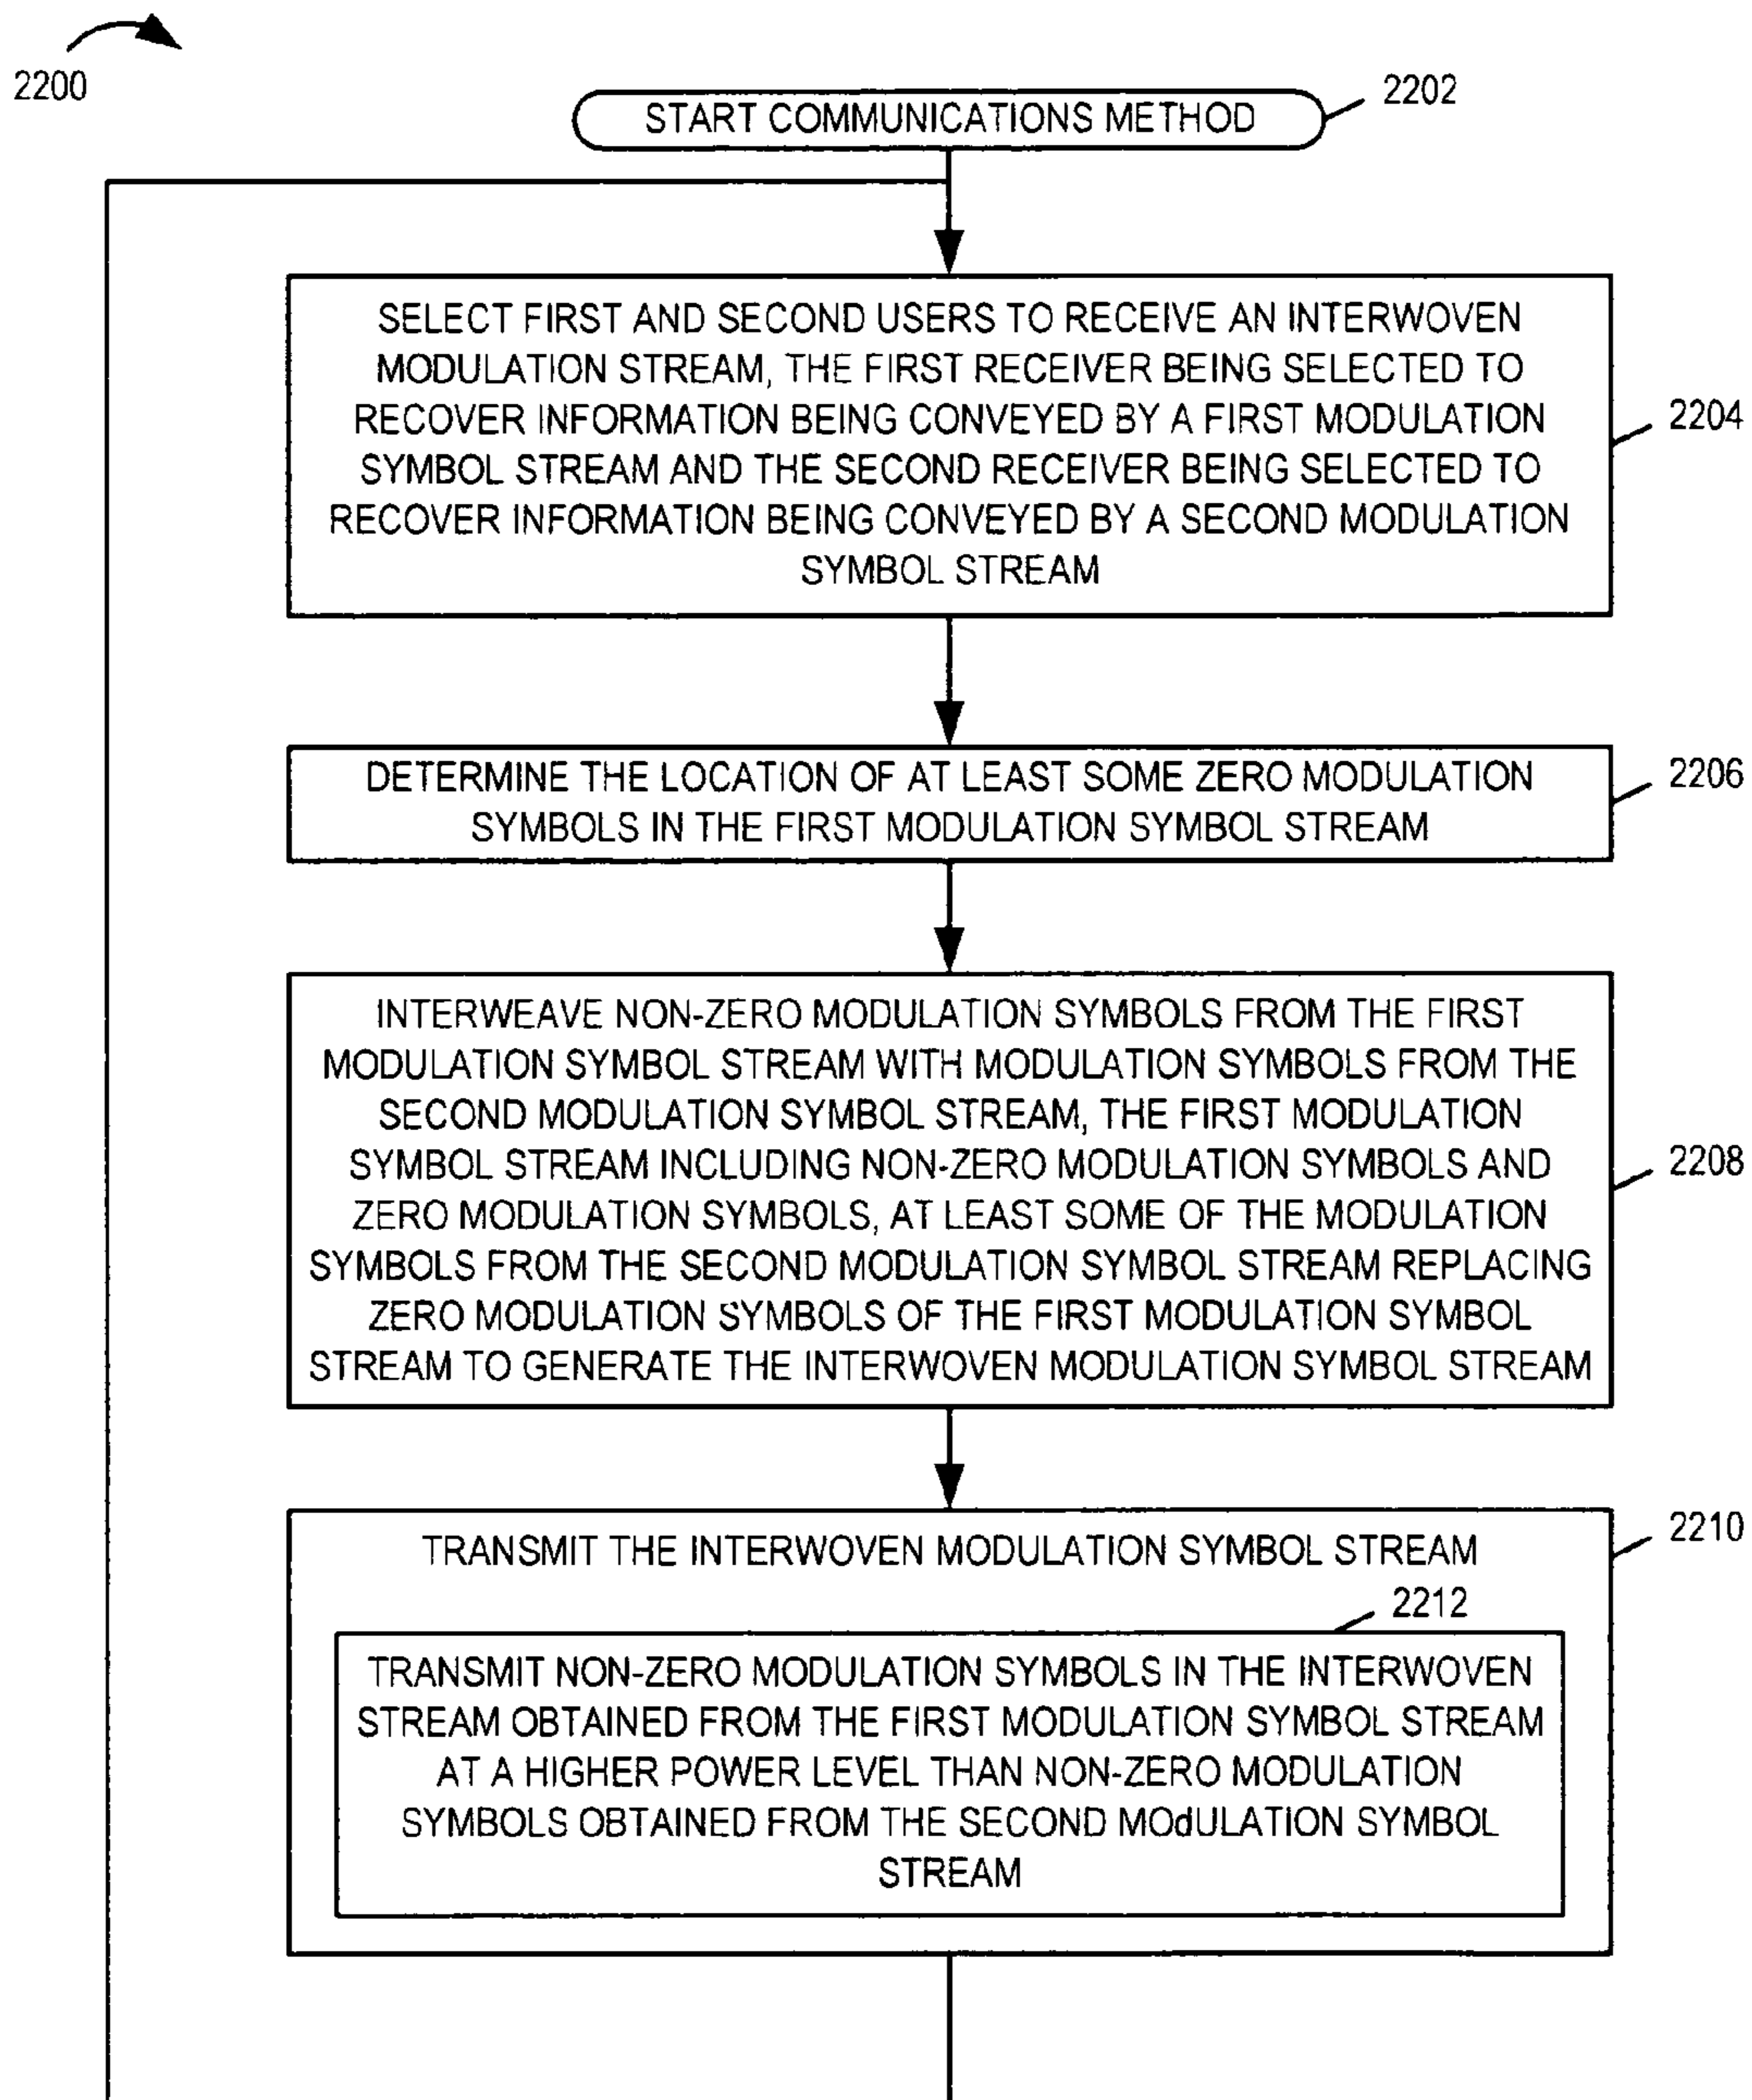 2200
START COMMUNICATIONS METHOD
2202
SELECT FIRST AND SECOND USERS TO RECEIVE AN INTERWOVEN
MODULATION STREAM, THE FIRST RECEIVER BEING SELECTED TO
RECOVER INFORMATION BEING CONVEYED BY A FIRST MODULATION
SYMBOL STREAM AND THE SECOND RECEIVER BEING SELECTED TO
RECOVER INFORMATION BEING CONVEYED BY A SECOND MODULATION
SYMBOL STREAM
2204
DETERMINE THE LOCATION OF AT LEAST SOME ZERO MODULATION
SYMBOLS IN THE FIRST MODULATION SYMBOL STREAM
2206
INTERWEAVE NON-ZERO MODULATION SYMBOLS FROM THE FIRST
MODULATION SYMBOL STREAM WITH MODULATION SYMBOLS FROM THE
SECOND MODULATION SYMBOL STREAM, THE FIRST MODULATION
SYMBOL STREAM INCLUDING NON-ZERO MODULATION SYMBOLS AND
ZERO MODULATION SYMBOLS, AT LEAST SOME OF THE MODULATION
SYMBOLS FROM THE SECOND MODULATION SYMBOL STREAM REPLACING
ZERO MODULATION SYMBOLS OF THE FIRST MODULATION SYMBOL
STREAM TO GENERATE THE INTERWOVEN MODULATION SYMBOL STREAM
2208
TRANSMIT THE INTERWOVEN MODULATION SYMBOL STREAM
2210
2212
TRANSMIT NON-ZERO MODULATION SYMBOLS IN THE INTERWOVEN
STREAM OBTAINED FROM THE FIRST MODULATION SYMBOL STREAM
AT A HIGHER POWER LEVEL THAN NON-ZERO MODULATION
SYMBOLS OBTAINED FROM THE SECOND MOdULATION SYMBOL
STREAM